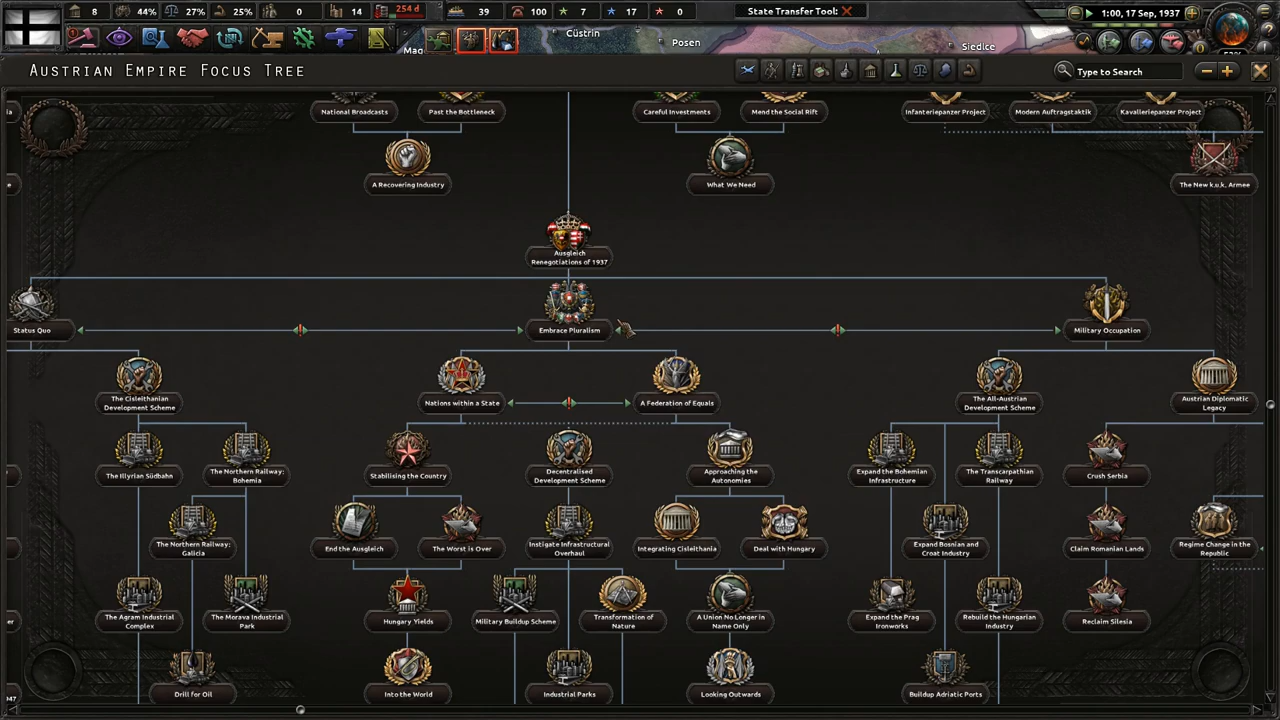 8 44% 27% 25% 0 14 254 d 39 100 7 17 0 State Transfer Tool: 1:00, 17 Sep, 1937
Cüstrin
Posen
Siedlce
Mag
Austrian Empire Focus Tree
Type to Search
National Broadcasts
Past the Bottleneck
Careful Investments
Mend the Social Rift
Infanteriepanzer Project
Modern Auftragstaktik
Kavalleriepanzer Project
A Recovering Industry
What We Need
The New k.u.k. Armee
Ausgleich
Renegotiations of 1937
Status Quo
Embrace Pluralism
Military Occupation
The Cisleithanian
Development Scheme
Nations within a State
A Federation of Equals
The All-Austrian
Development Scheme
Austrian Diplomatic
Legacy
The Illyrian Südbahn
The Northern Railway:
Bohemia
Stabilising the Country
Decentralised
Development Scheme
Approaching the
Autonomies
Expand the Bohemian
Infrastructure
The Transcarpathian
Railway
Crush Serbia
The Northern Railway:
Galicia
End the Ausgleich
The Worst is Over
Instigate Infrastructural
Overhaul
Integrating Cisleithania
Deal with Hungary
Expand Bosnian and
Croat Industry
Claim Romanian Lands
Regime Change in the
Republic
The Agram Industrial
Complex
The Morava Industrial
Park
Hungary Yields
Military Buildup Scheme
Transformation of
Nature
A Union No Longer in
Name Only
Expand the Prag
Ironworks
Rebuild the Hungarian
Industry
Reclaim Silesia
Drill for Oil
Into the World
Industrial Parks
Looking Outwards
Buildup Adriatic Ports